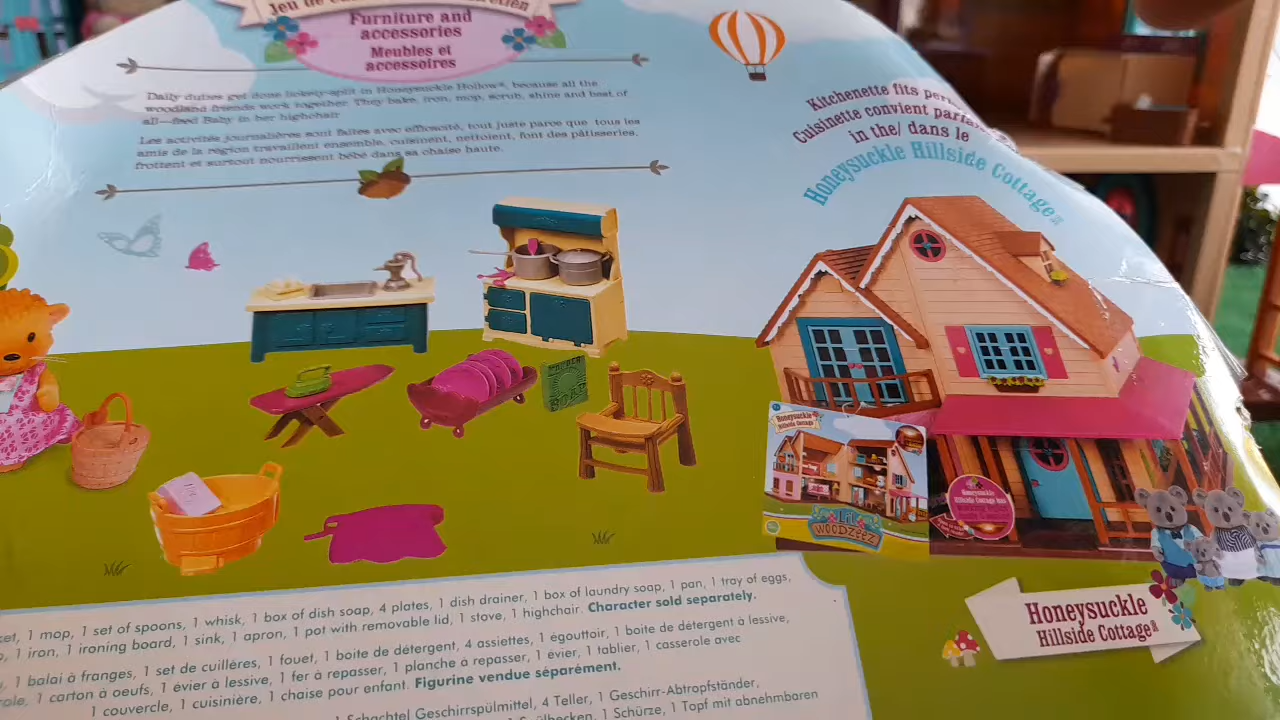 Jeu de
Furniture and
accessories
Meubles et
accessoires
Daily duties get done lickety-split in Honeysuckle Hollow®, because all the
woodland friends work together. They bake, iron, mop, scrub, shine and best of
all—feed Baby in her highchair
Les activités journalières sont faites avec efficacité, tout juste parce que tous les
amis de la région travaillent ensemble, cuisinent, nettoient, font des pâtisseries,
frottent et surtout nourrissent bébé dans sa chaise haute.
Kitchenette fits
Cuisinette convient
in the/ dans le
Honeysuckle Hillside Cottage®
SOAP
Honeysuckle
Hillside Cottage
Li'l
WOODZEEZ
Honeysuckle
Hillside Cottage®
1 mop, 1 set of spoons, 1 whisk, 1 box of dish soap, 4 plates, 1 dish drainer, 1 box of laundry soap, 1 pan, 1 tray of eggs,
1 iron, 1 ironing board, 1 sink, 1 apron, 1 pot with removable lid, 1 stove, 1 highchair. Character sold separately.
1 balai à franges, 1 set de cuillères, 1 fouet, 1 boite de détergent, 4 assiettes, 1 égouttoir, 1 boite de détergent à lessive,
1 carton à oeufs, 1 évier à lessive, 1 fer à repasser, 1 planche à repasser, 1 évier, 1 tablier, 1 casserole avec
1 couvercle, 1 cuisinière, 1 chaise pour enfant. Figurine vendue séparément.
1 Schachtel Geschirrspülmittel, 4 Teller, 1 Geschirr-Abtropfständer,
1 Schürze, 1 Topf mit abnehmbaren